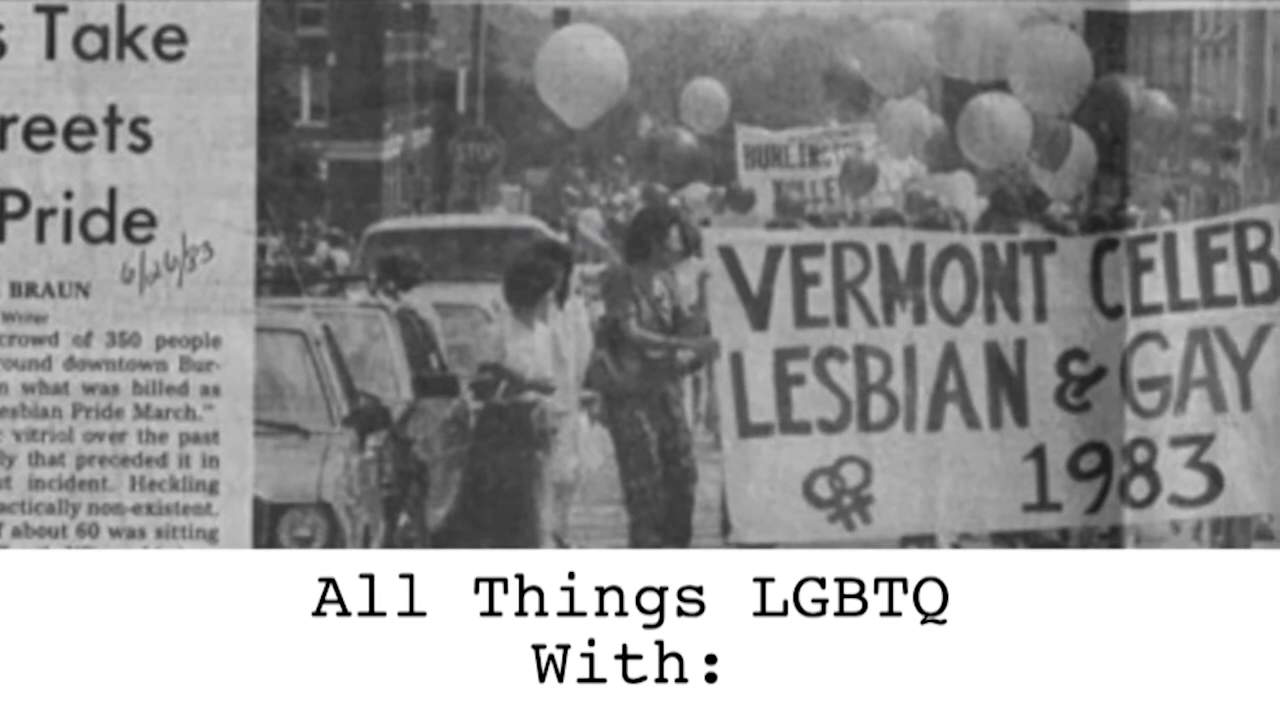 s Take
reets
Pride
6/26/83
BRAUN
Writer
crowd of 350 people
round downtown Bur-
n what was billed as
esbian Pride March."
vitriol over the past
ly that preceded it in
st incident. Heckling
actically non-existent.
f about 60 was sitting
STOP
BURLINGTON
VERMONT CELEB
LESBIAN & GAY
1983
All Things LGBTQ
With: